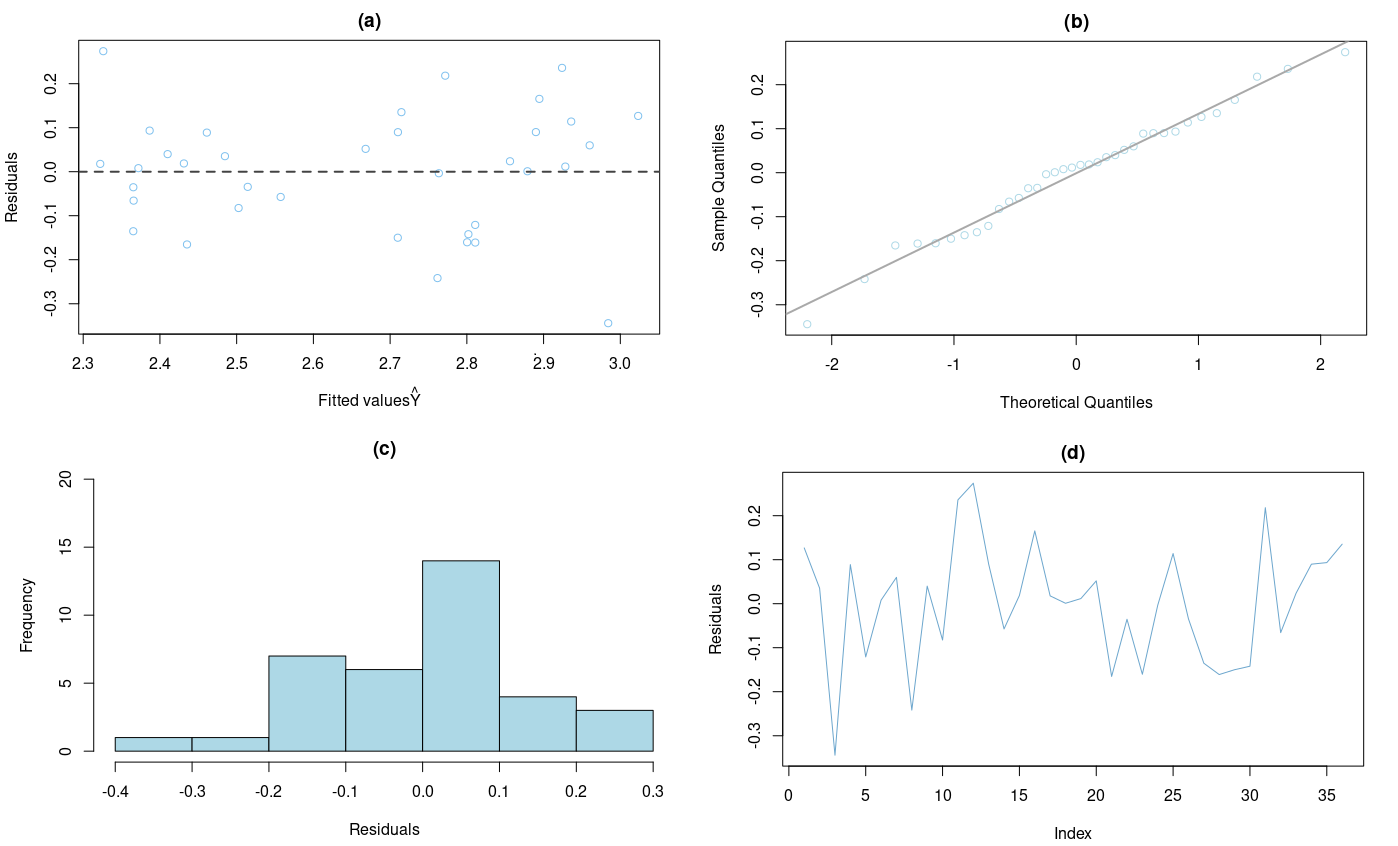 (a)
Residuals
0.2
0.1
0.0
-0.1
-0.2
-0.3
2.3 2.4 2.5 2.6 2.7 2.8 2.9 3.0
Fitted valuesŶ
(b)
Sample Quantiles
0.2
0.1
0.0
-0.1
-0.2
-0.3
-2 -1 0 1 2
Theoretical Quantiles
(c)
Frequency
20
15
10
5
0
-0.4 -0.3 -0.2 -0.1 0.0 0.1 0.2 0.3
Residuals
(d)
Residuals
0.2
0.1
0.0
-0.1
-0.2
-0.3
0 5 10 15 20 25 30 35
Index